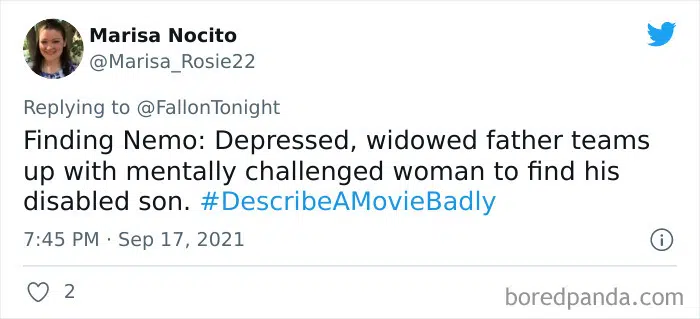 Marisa Nocito
@Marisa_Rosie22
Replying to @FallonTonight
Finding Nemo: Depressed, widowed father teams
up with mentally challenged woman to find his
disabled son. #DescribeAMovieBadly
7:45 PM · Sep 17, 2021
2
boredpanda.com